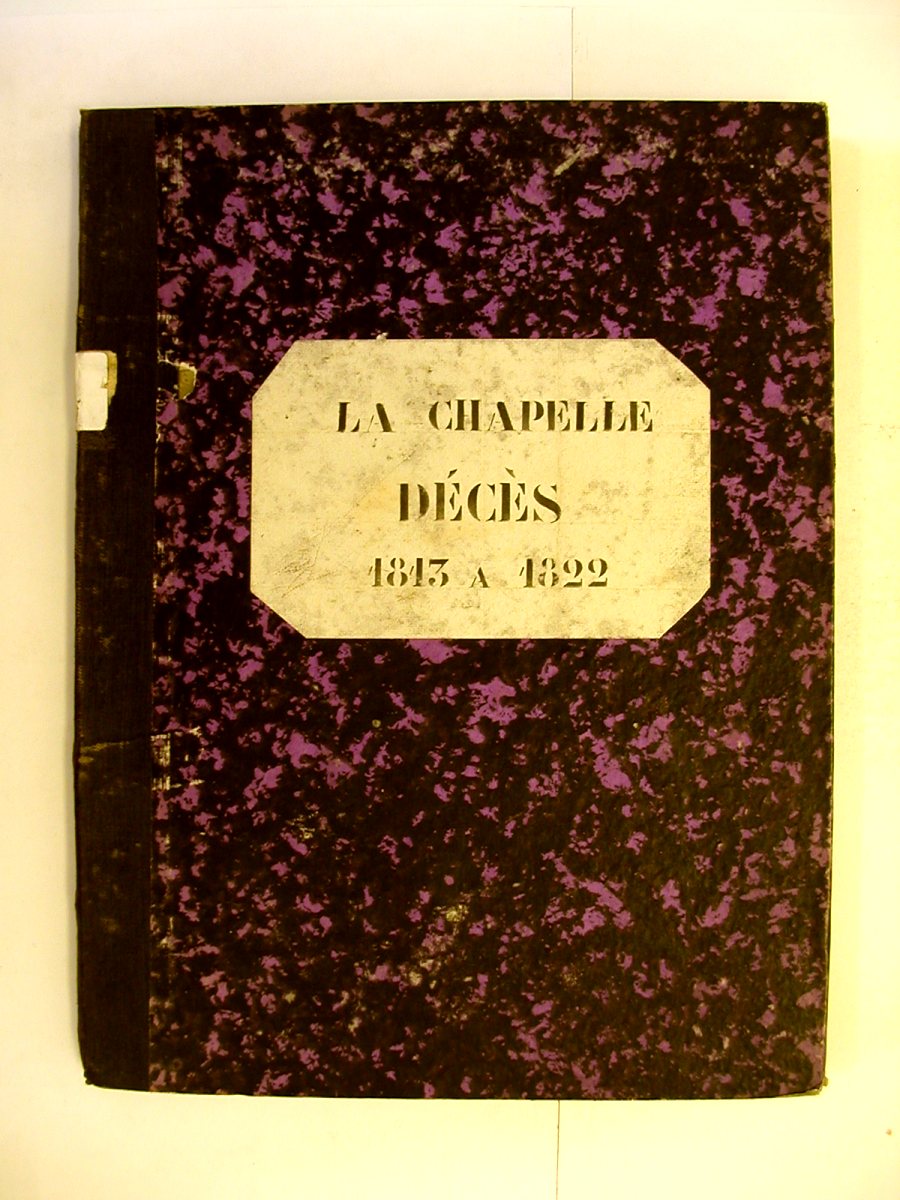 LA CHAPELLE
DÉCÈS
1813 A 1822